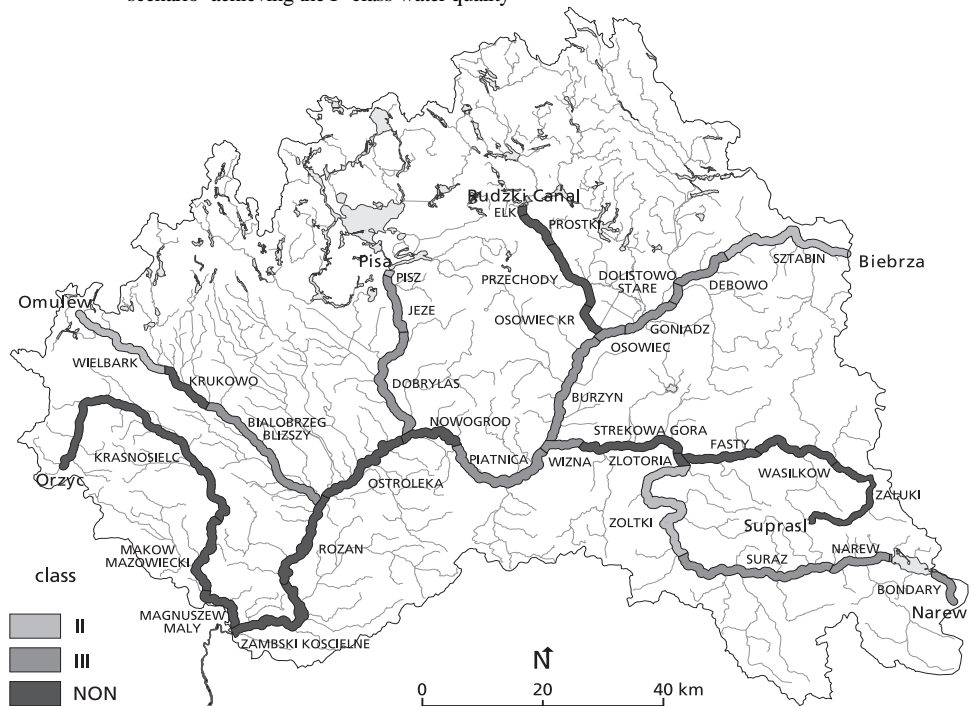 scenario "achieving the I class water quality"
Rudzki Canal
ELK
PROSTKI
Pisa
PISZ
PRZECHODY
DOLISTOWO
STARE
SZTABIN
Biebrza
DEBOWO
Omulew
JEZE
OSOWIEC KR
GONIADZ
OSOWIEC
WIELBARK
KRUKOWO
DOBRYLAS
BURZYN
BIALOBRZEG
BLIZSZY
NOWOGROD
STREKOWA GORA
FASTY
KRASNOSIELC
PIATNICA
WIZNA
ZLOTORIA
WASILKOW
Orzyc
OSTROLEKA
ZALUKI
ZOLTKI
Suprasl
MAKOW
MAZOWIECKI
ROZAN
SURAZ
NAREW
class
BONDARY
MAGNUSZEW
MALY
Narew
II
ZAMBSKI KOSCIELNE
III
N
NON
0 20 40 km